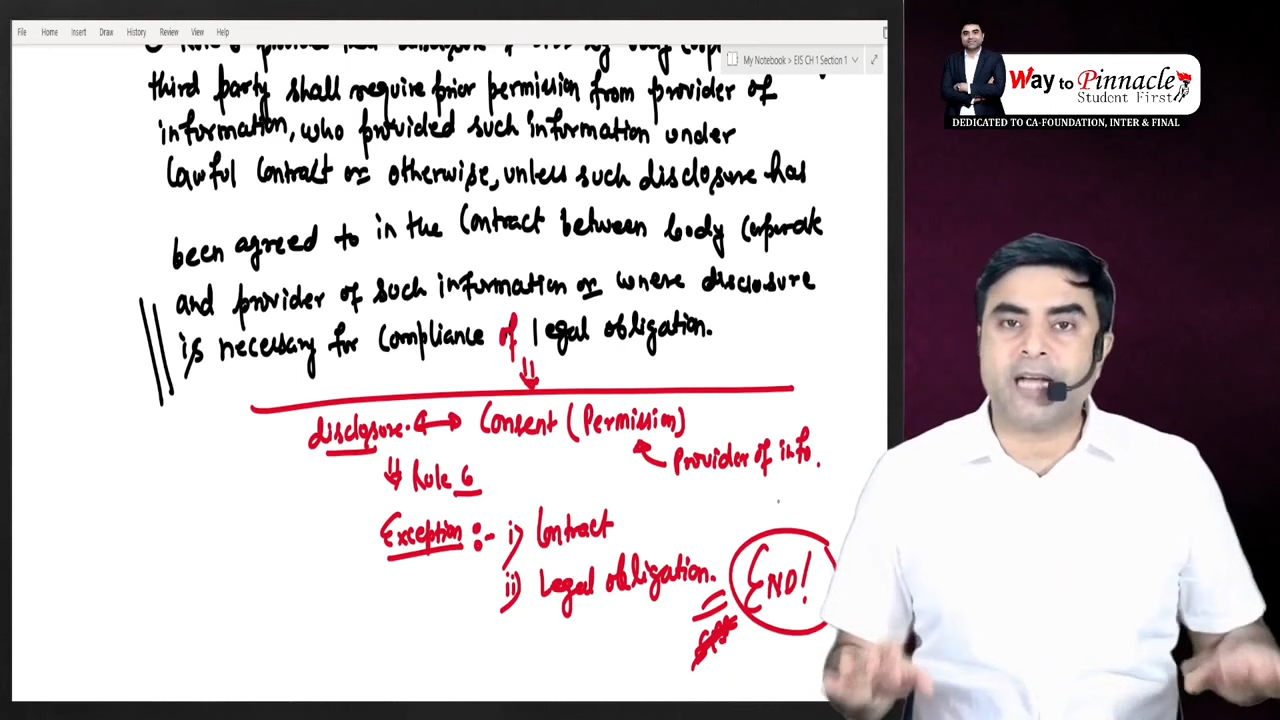 File Home Insert Draw History Review View Help
My Notebook > EIS CH 1 Section 1
third party shall require prior permission from provider of
information, who provided such information under
lawful Contract or otherwise, unless such disclosure has
been agreed to in the Contract between body Corporate
and provider of such information or where disclosure
is necessary for Compliance of legal obligation.
disclosure. Consent (Permission)
Provider of info.
Rule 6
Exception :- i) Contract
ii) Legal obligation.
END!
Way to Pinnacle
Student First
DEDICATED TO CA-FOUNDATION, INTER & FINAL